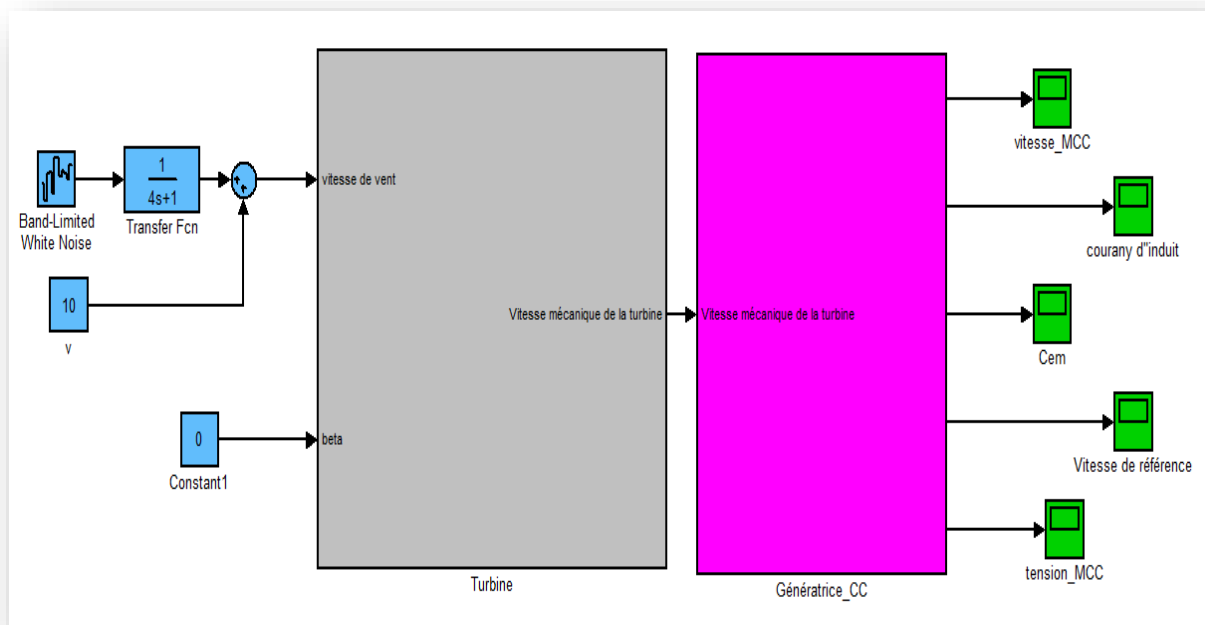 Band-Limited
White Noise
1
4s+1
Transfer Fcn
10
v
0
Constant1
vitesse de vent
beta
Vitesse mécanique de la turbine
Turbine
Vitesse mécanique de la turbine
Génératrice_CC
vitesse_MCC
courany d"induit
Cem
Vitesse de référence
tension_MCC